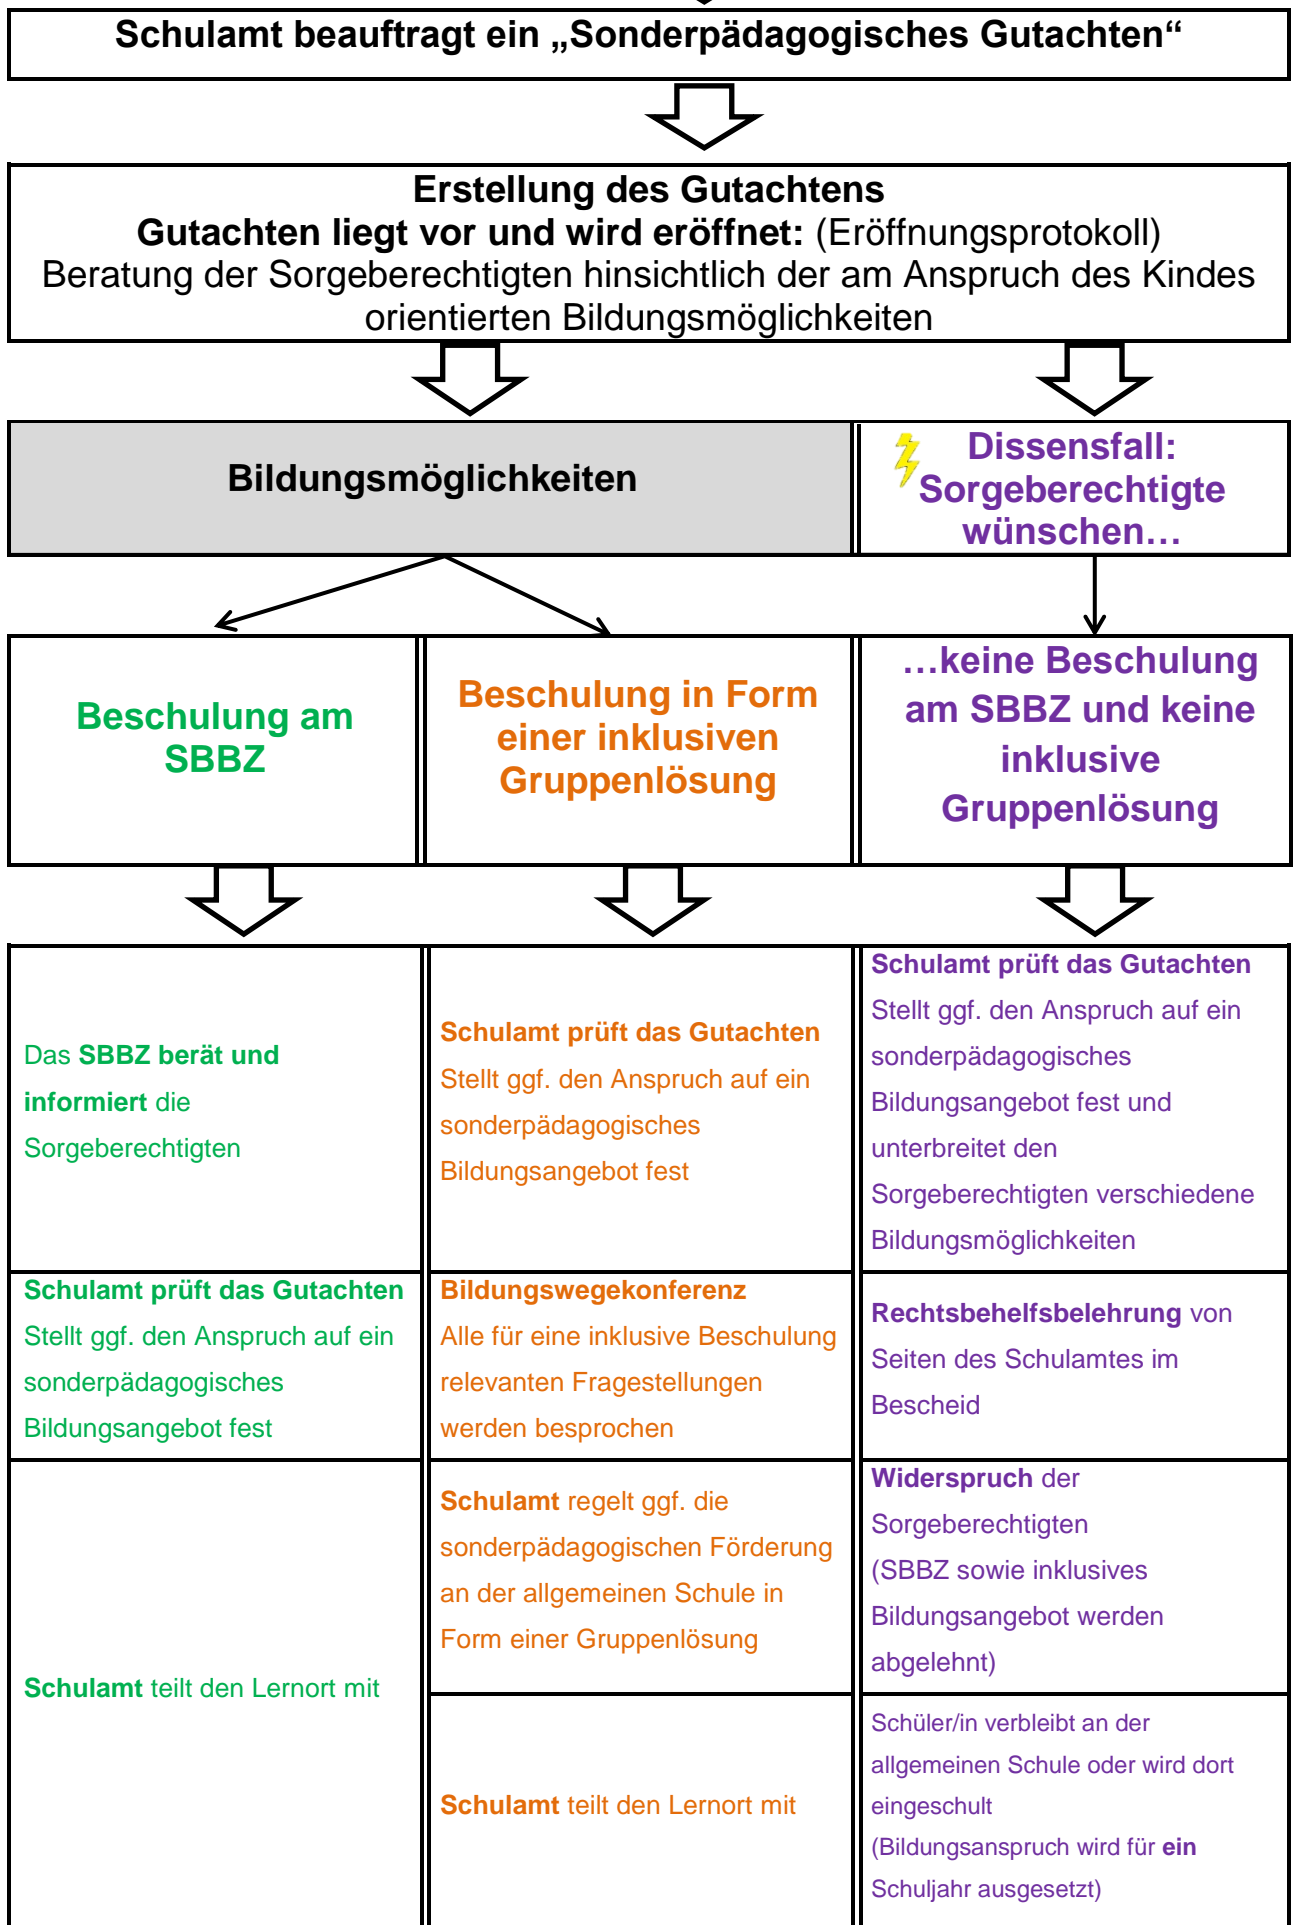 Schulamt beauftragt ein „Sonderpädagogisches Gutachten“
Erstellung des Gutachtens
Gutachten liegt vor und wird eröffnet: (Eröffnungsprotokoll)
Beratung der Sorgeberechtigten hinsichtlich der am Anspruch des Kindes
orientierten Bildungsmöglichkeiten
Bildungsmöglichkeiten
Dissensfall:
Sorgeberechtigte
wünschen…
Beschulung am
SBBZ
Beschulung in Form
einer inklusiven
Gruppenlösung
…keine Beschulung
am SBBZ und keine
inklusive
Gruppenlösung
Das SBBZ berät und
informiert die
Sorgeberechtigten
Schulamt prüft das Gutachten
Stellt ggf. den Anspruch auf ein
sonderpädagogisches
Bildungsangebot fest
Schulamt teilt den Lernort mit
Schulamt prüft das Gutachten
Stellt ggf. den Anspruch auf ein
sonderpädagogisches
Bildungsangebot fest
Bildungswegekonferenz
Alle für eine inklusive Beschulung
relevanten Fragestellungen
werden besprochen
Schulamt regelt ggf. die
sonderpädagogischen Förderung
an der allgemeinen Schule in
Form einer Gruppenlösung
Schulamt teilt den Lernort mit
Schulamt prüft das Gutachten
Stellt ggf. den Anspruch auf ein
sonderpädagogisches
Bildungsangebot fest und
unterbreitet den
Sorgeberechtigten verschiedene
Bildungsmöglichkeiten
Rechtsbehelfsbelehrung von
Seiten des Schulamtes im
Bescheid
Widerspruch der
Sorgeberechtigten
(SBBZ sowie inklusives
Bildungsangebot werden
abgelehnt)
Schüler/in verbleibt an der
allgemeinen Schule oder wird dort
eingeschult
(Bildungsanspruch wird für ein
Schuljahr ausgesetzt)